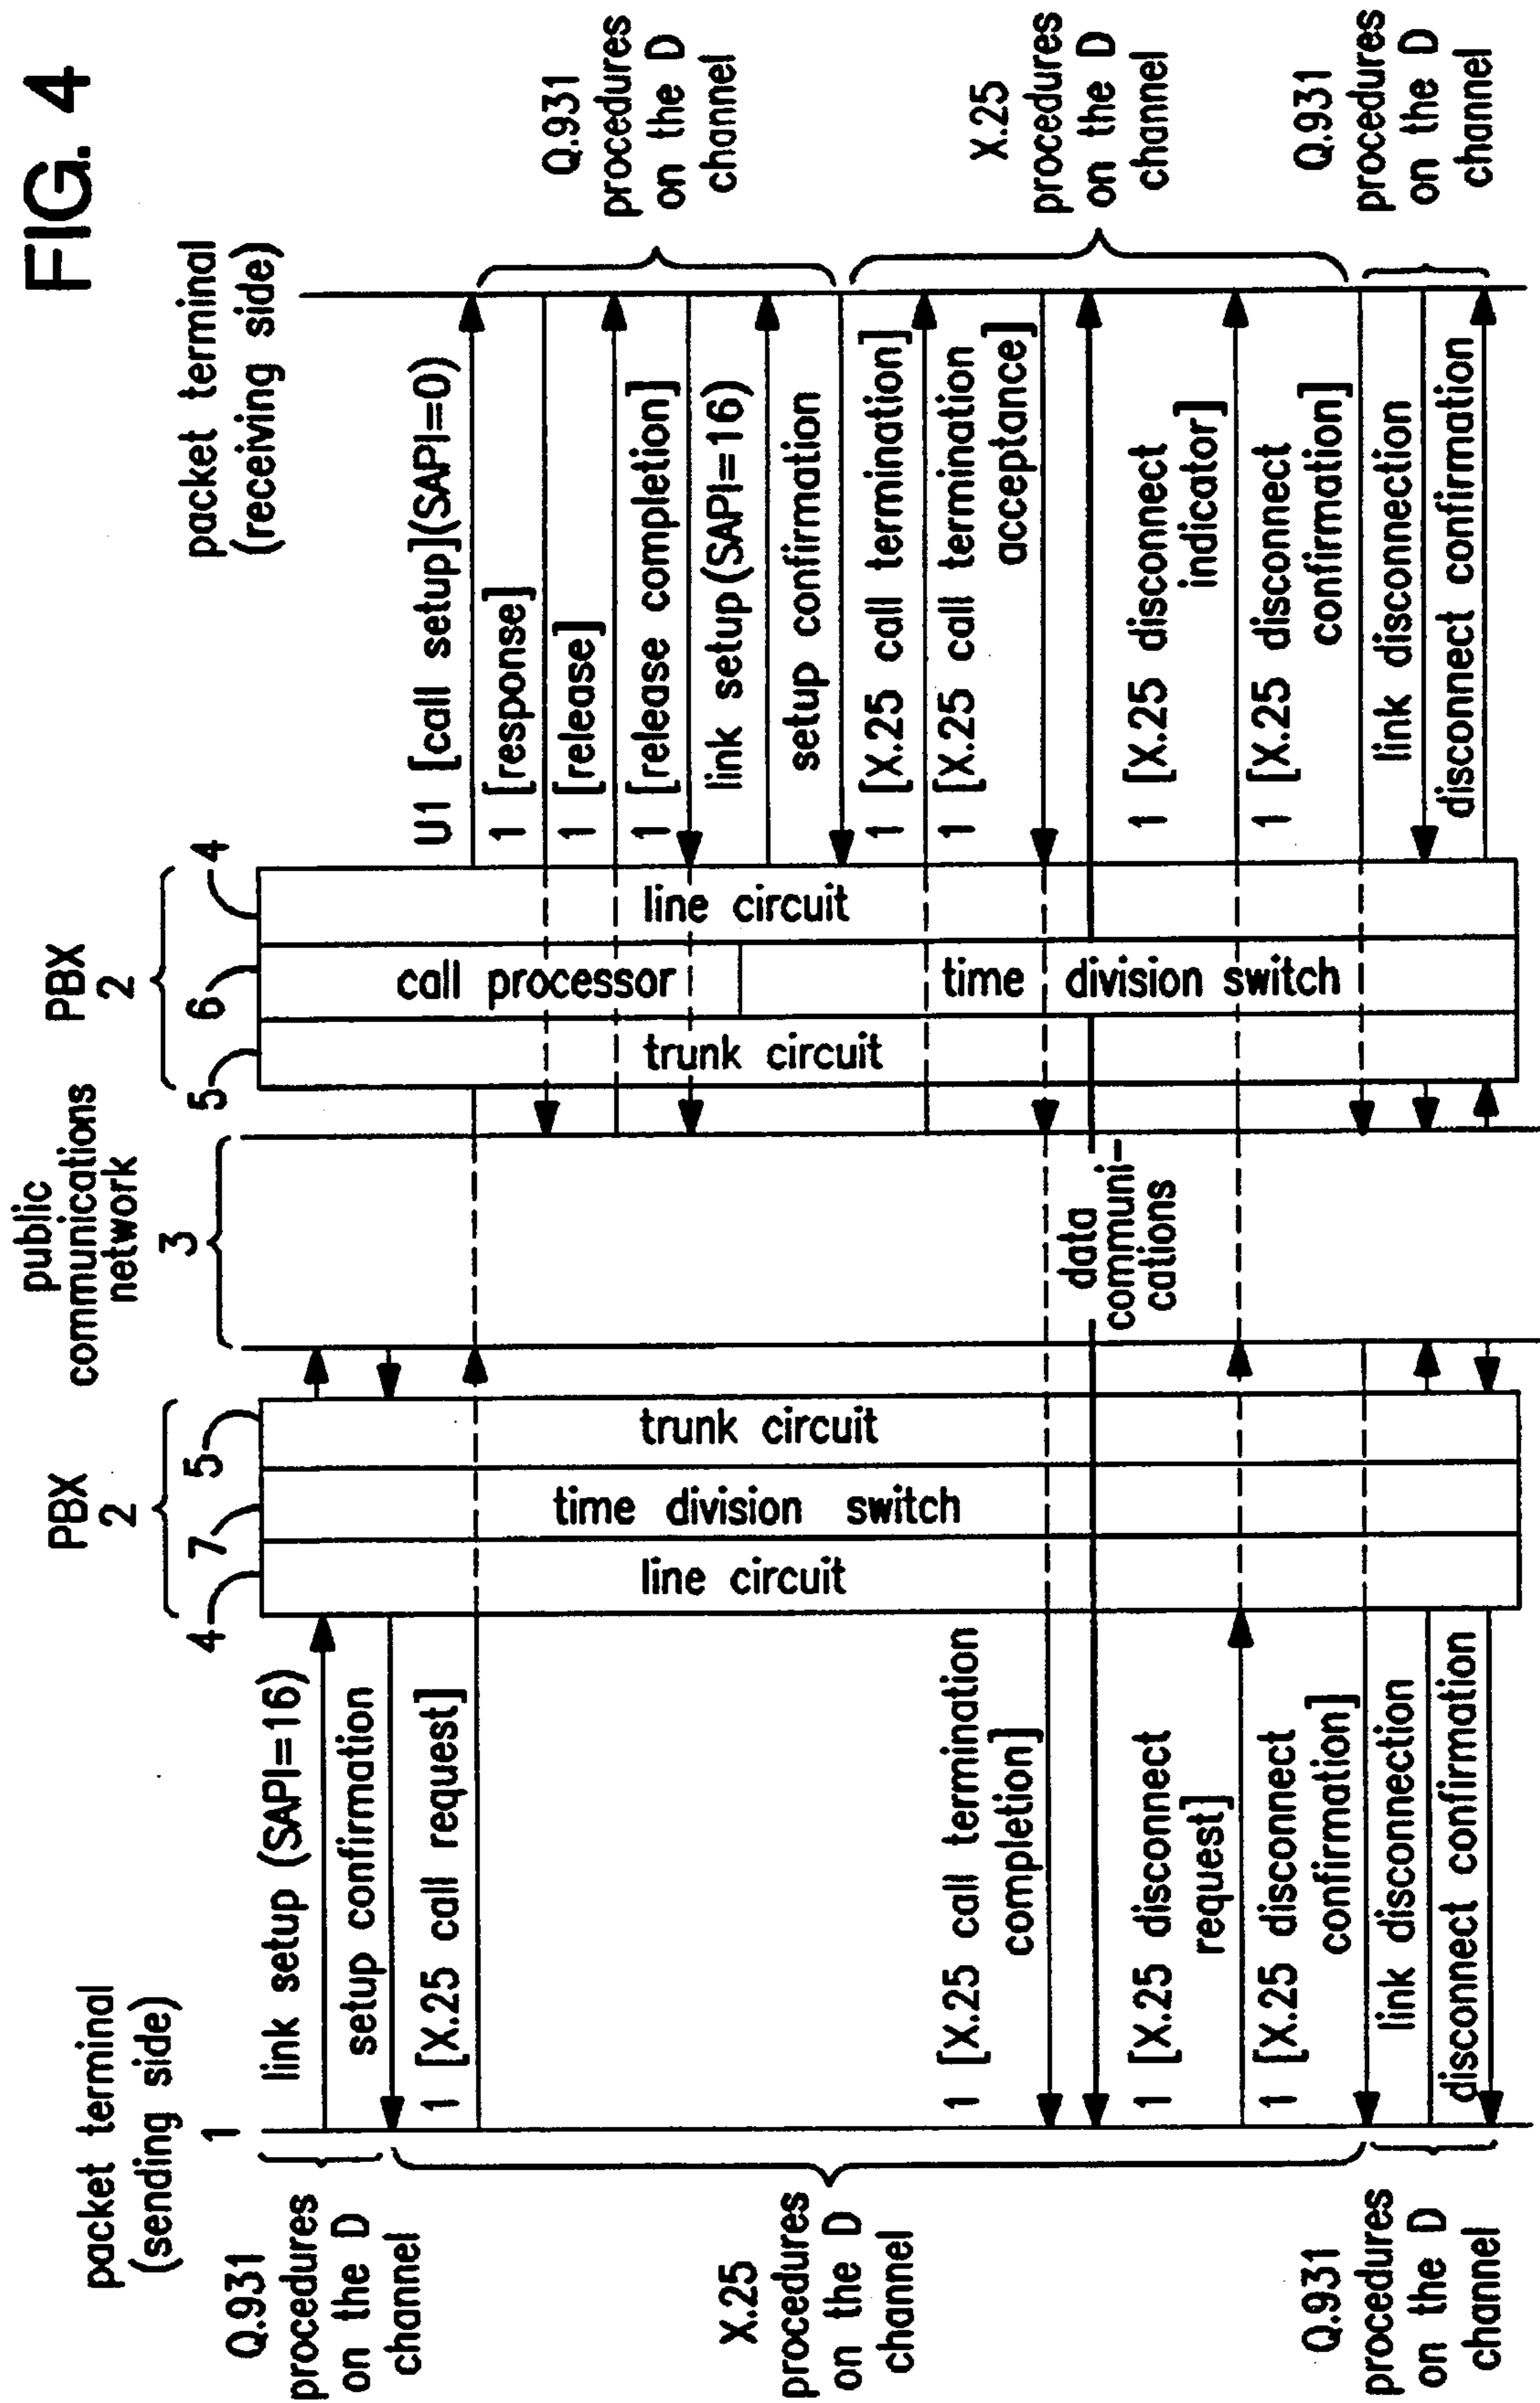 FIG. 4
packet terminal
(sending side)
1
PBX
2
4
7
5
public
communications
network
3
PBX
2
5
6
4
packet terminal
(receiving side)
Q.931
procedures
on the D
channel
X.25
procedures
on the D
channel
Q.931
procedures
on the D
channel
link setup (SAPI=16)
setup confirmation
1 [X.25 call request]
1 [X.25 call termination
completion]
1 [X.25 disconnect
request]
1 [X.25 disconnect
confirmation]
link disconnection
disconnect confirmation
line circuit
time division switch
trunk circuit
data
communi-
cations
trunk circuit
call processor
time division switch
line circuit
U1 [call setup](SAPI=0)
1 [response]
1 [release]
1 [release completion]
link setup(SAPI=16)
setup confirmation
1 [X.25 call termination]
1 [X.25 call termination
acceptance]
1 [X.25 disconnect
indicator]
1 [X.25 disconnect
confirmation]
link disconnection
disconnect confirmation
Q.931
procedures
on the D
channel
X.25
procedures
on the D
channel
Q.931
procedures
on the D
channel